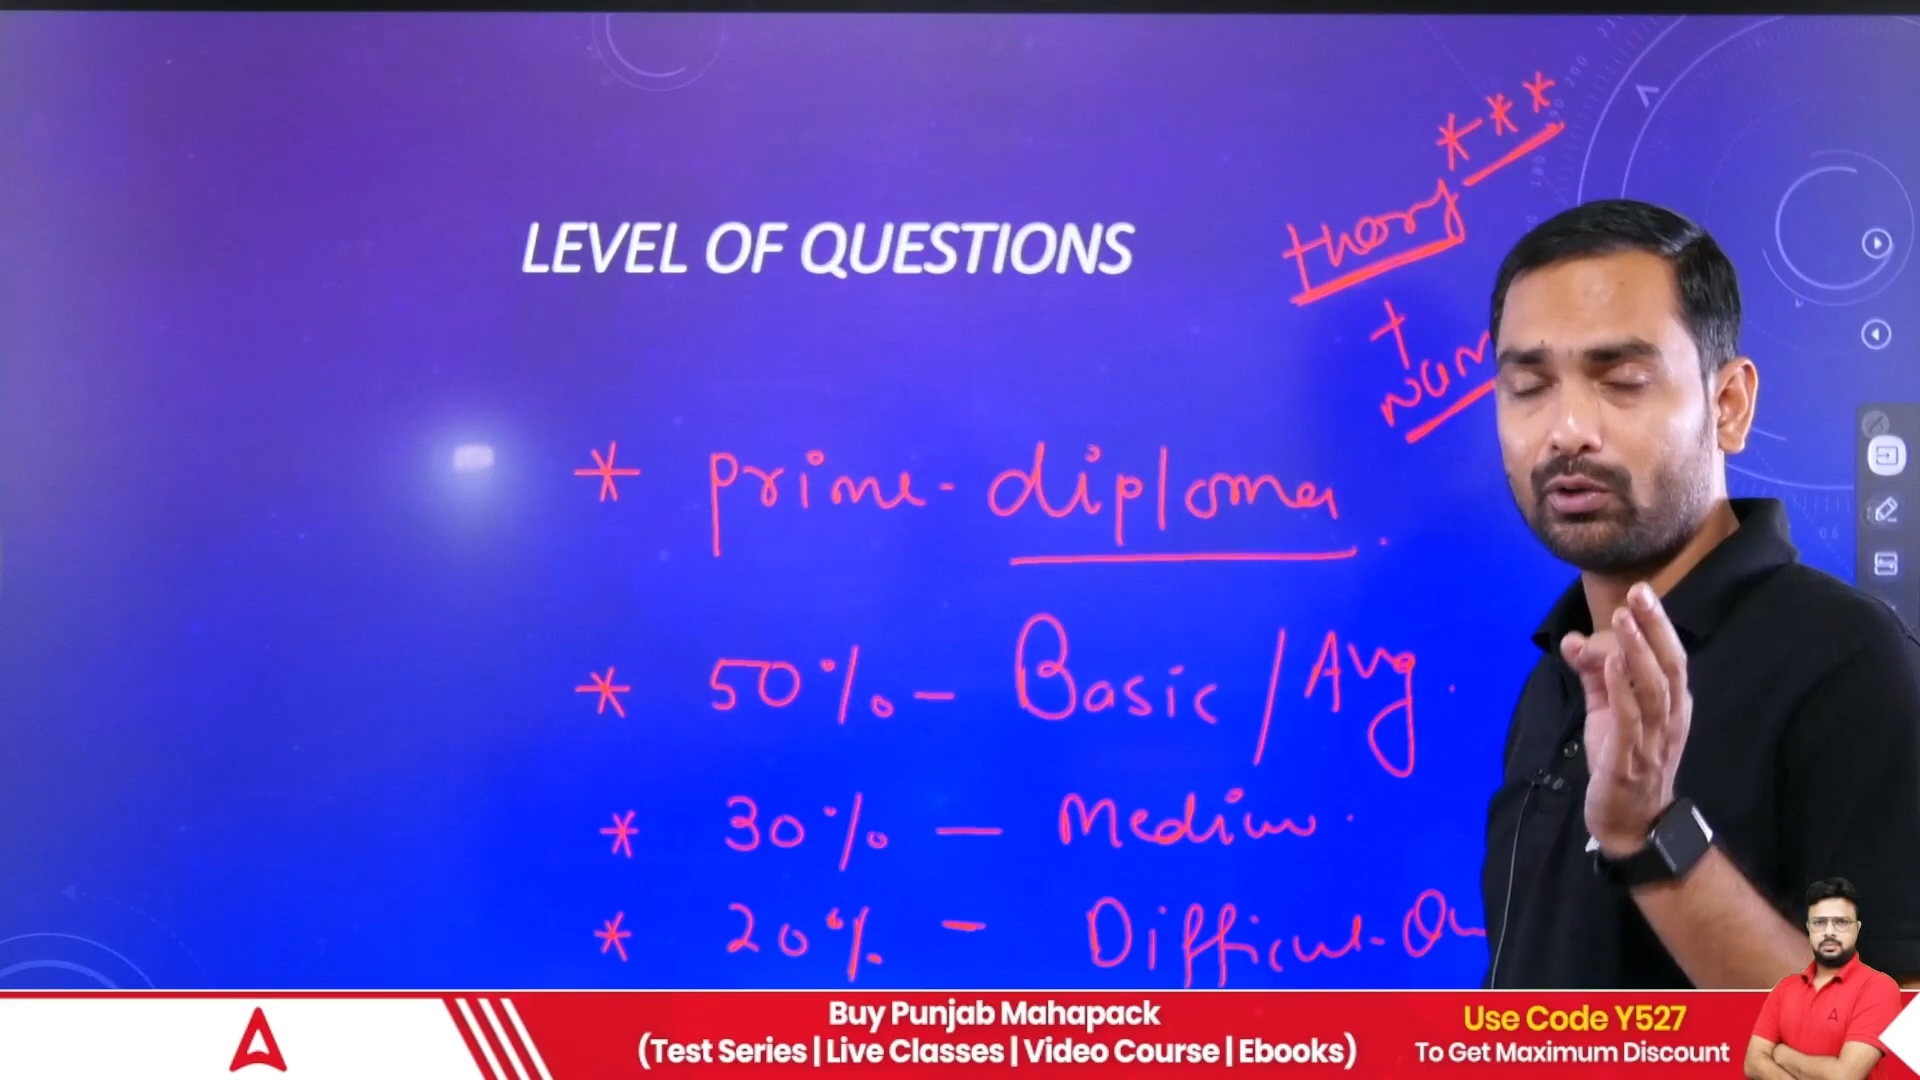 ***
theory
+
LEVEL OF QUESTIONS
* prime-diploma.
* 50% - Basic / Avg.
* 30% - Medium.
* 20% - Difficult
Buy Punjab Mahapack
(Test Series | Live Classes | Video Course | Ebooks)
Use Code Y527
To Get Maximum Discount